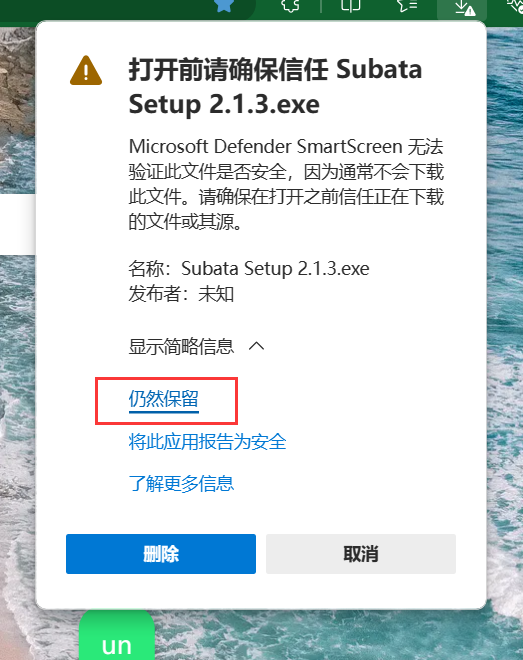 打开前请确保信任 Subata
Setup 2.1.3.exe
Microsoft Defender SmartScreen 无法
验证此文件是否安全，因为通常不会下载
此文件。请确保在打开之前信任正在下载
的文件或其源。
名称：Subata Setup 2.1.3.exe
发布者：未知
显示简略信息
仍然保留
将此应用报告为安全
了解更多信息
删除
取消
un